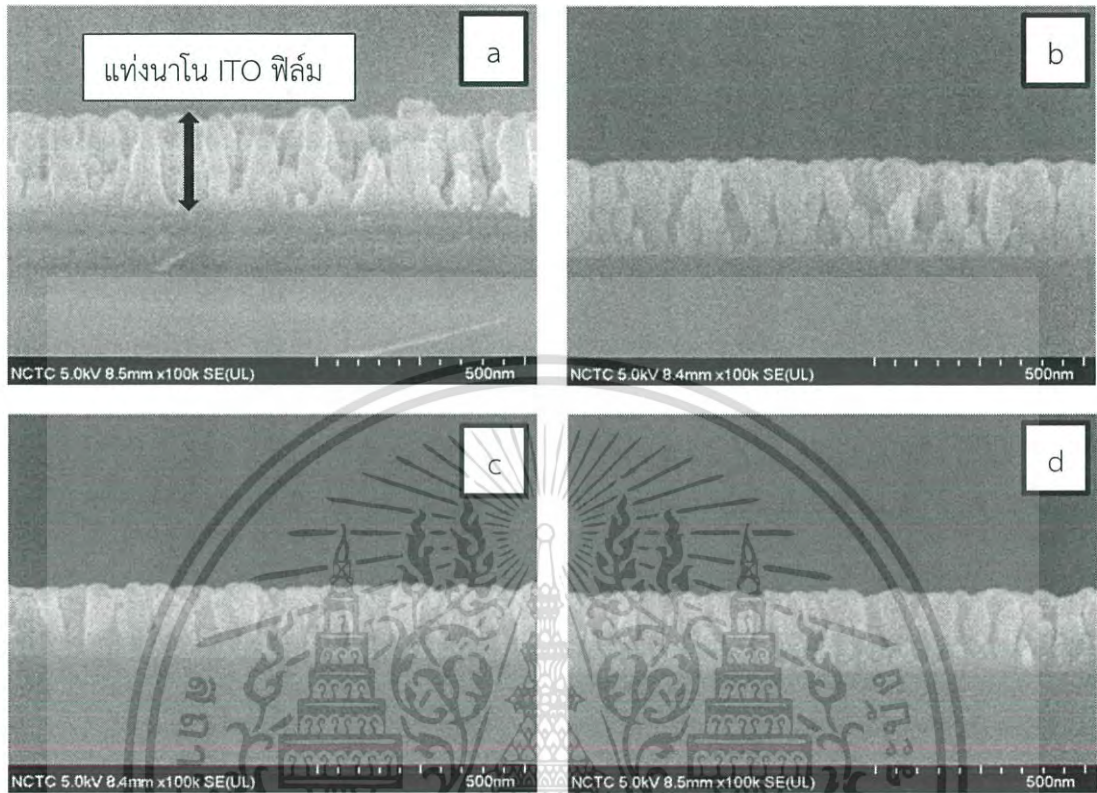 a
แท่งนาโน ITO ฟิล์ม
NCTC 5.0kV 8.5mm x100k SE(UL) 500nm
b
NCTC 5.0kV 8.4mm x100k SE(UL) 500nm
c
NCTC 5.0kV 8.4mm x100k SE(UL) 500nm
d
NCTC 5.0kV 8.5mm x100k SE(UL) 500nm